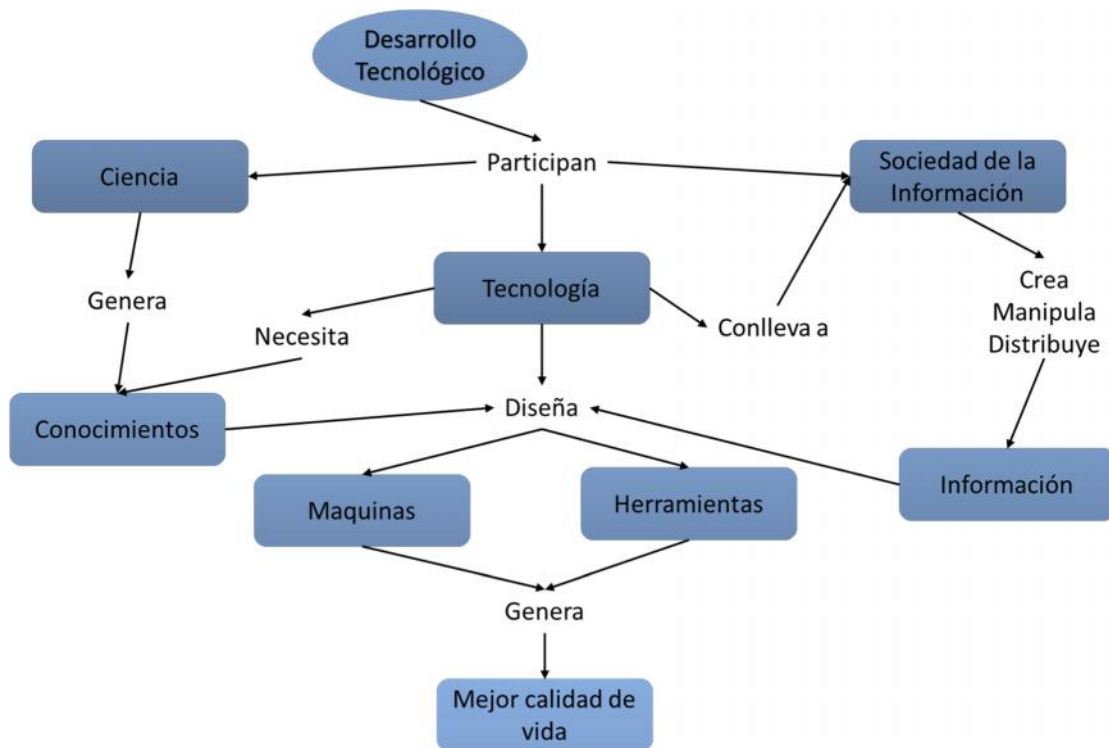 Desarrollo
Tecnológico
Participan
Ciencia
Sociedad de la
Información
Tecnología
Genera
Necesita
Conlleva a
Crea
Manipula
Distribuye
Conocimientos
Diseña
Maquinas
Herramientas
Información
Genera
Mejor calidad de
vida